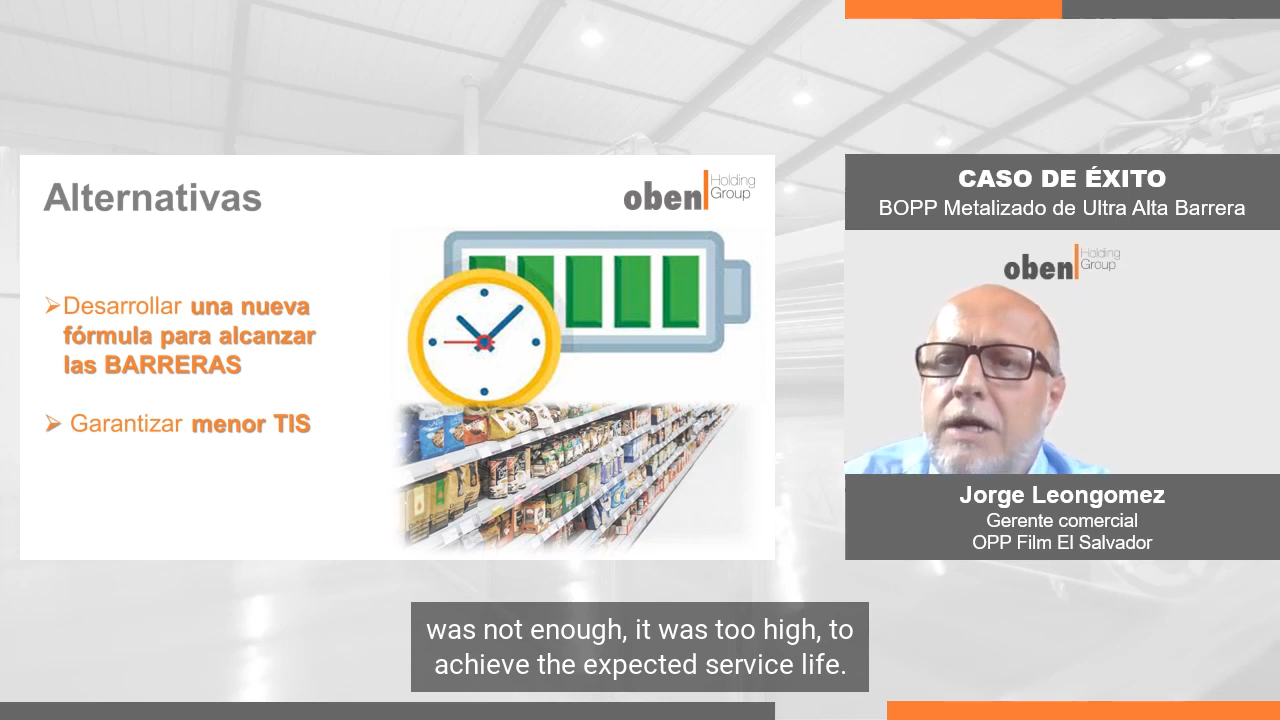 Alternativas
oben Holding Group
➢Desarrollar una nueva
fórmula para alcanzar
las BARRERAS
➢ Garantizar menor TIS
CASO DE ÉXITO
BOPP Metalizado de Ultra Alta Barrera
oben Holding Group
Jorge Leongomez
Gerente comercial
OPP Film El Salvador
was not enough, it was too high, to
achieve the expected service life.